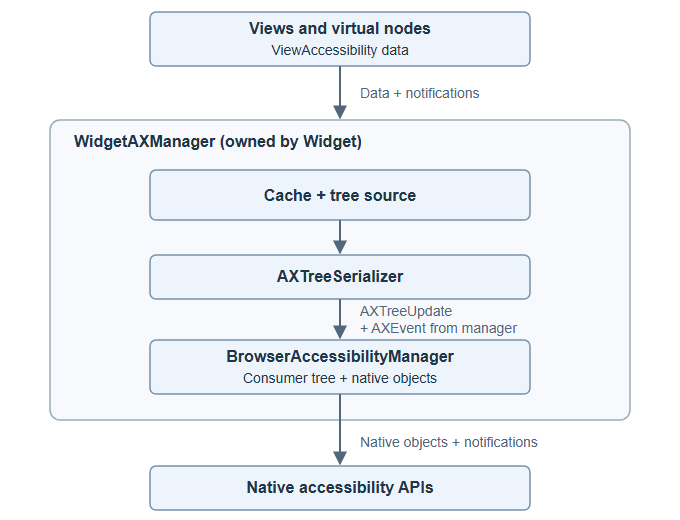 Views and virtual nodes
ViewAccessibility data
Data + notifications
WidgetAXManager (owned by Widget)
Cache + tree source
AXTreeSerializer
AXTreeUpdate
+ AXEvent from manager
BrowserAccessibilityManager
Consumer tree + native objects
Native objects + notifications
Native accessibility APIs